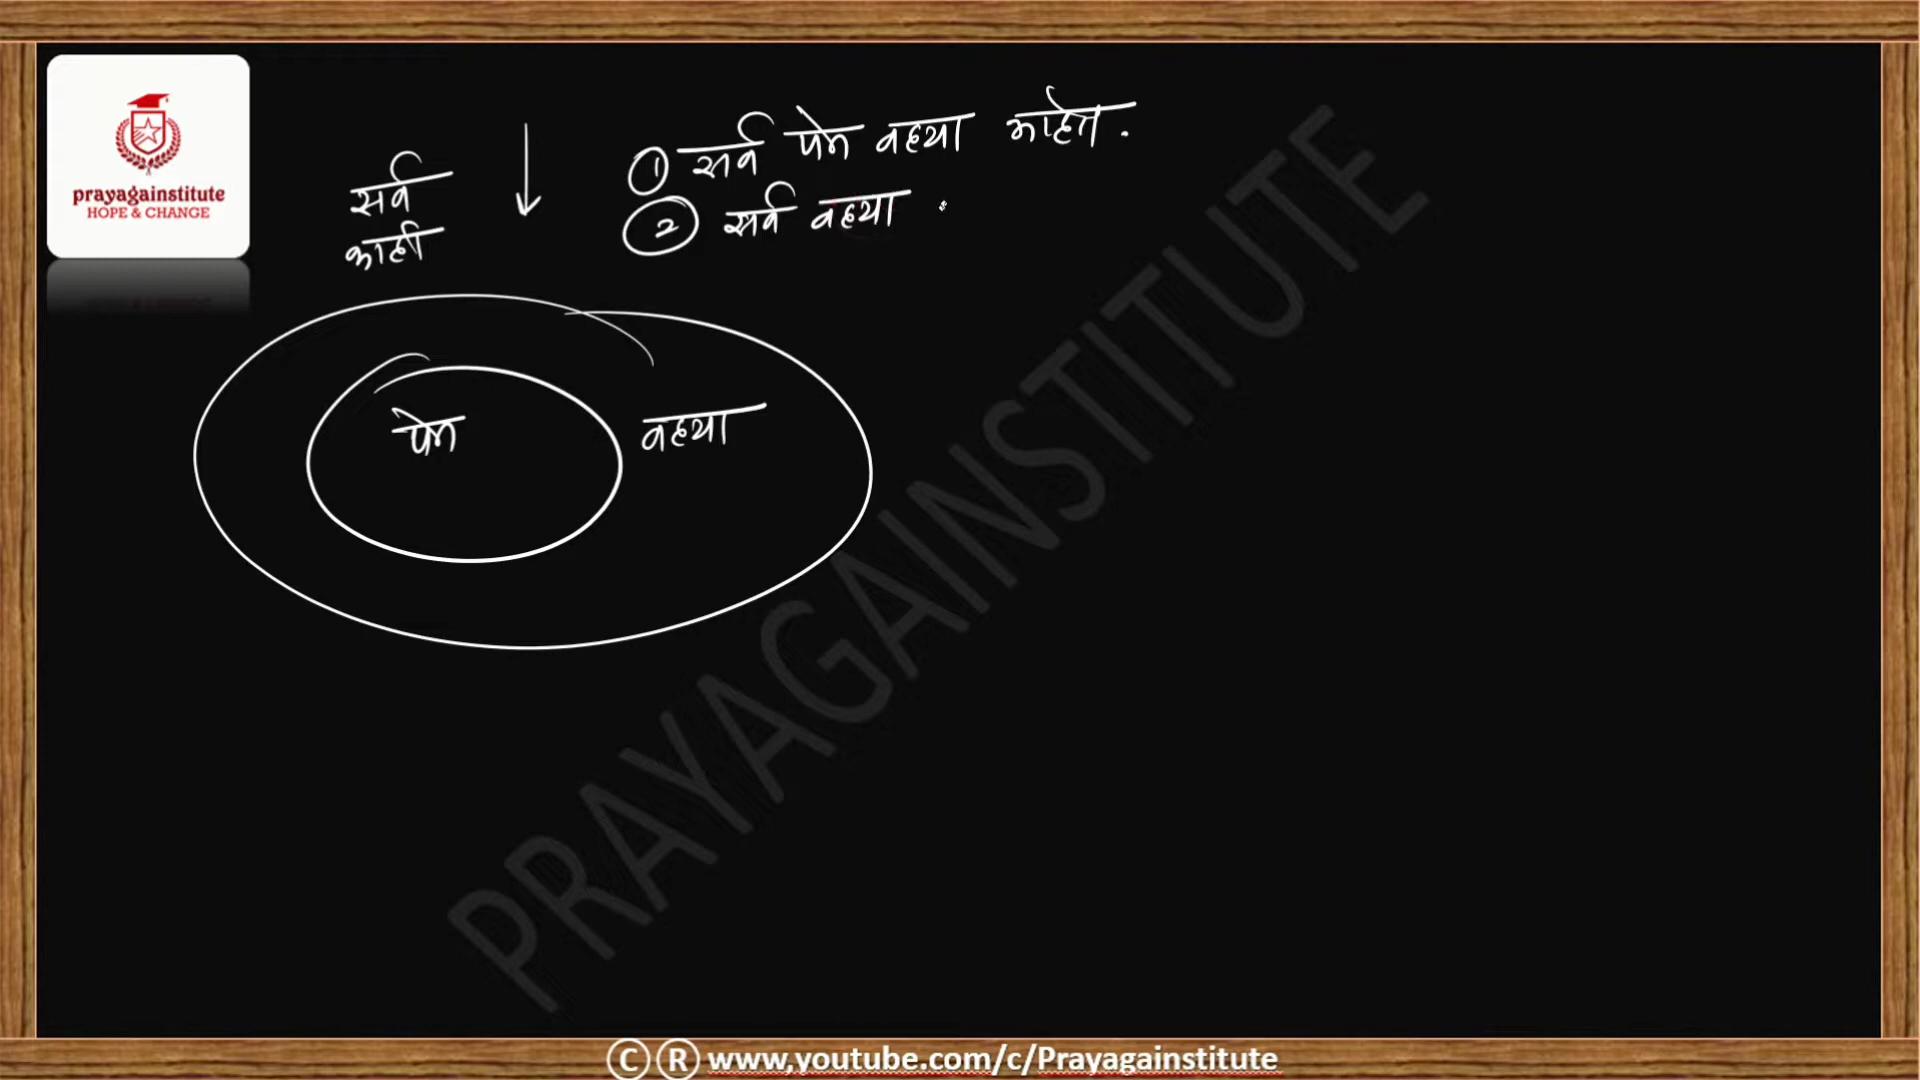 prayagainstitute
HOPE & CHANGE
सर्व
काही
① सर्व पेन वह्या आहेत.
② सर्व वह्या
पेन
वह्या
PRAYAGAINSTITUTE
© ® www,youtube.com/c/Prayagainstitute